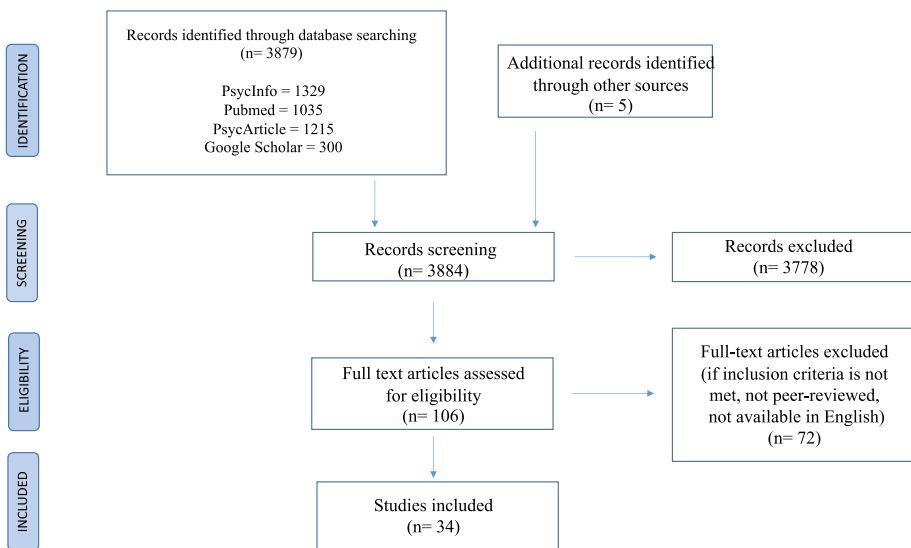 IDENTIFICATION
Records identified through database searching
(n= 3879)
PsycInfo = 1329
Pubmed = 1035
PsycArticle = 1215
Google Scholar = 300
Additional records identified
through other sources
(n= 5)
SCREENING
Records screening
(n= 3884)
Records excluded
(n= 3778)
ELIGIBILITY
Full text articles assessed
for eligibility
(n= 106)
Full-text articles excluded
(if inclusion criteria is not
met, not peer-reviewed,
not available in English)
(n= 72)
INCLUDED
Studies included
(n= 34)